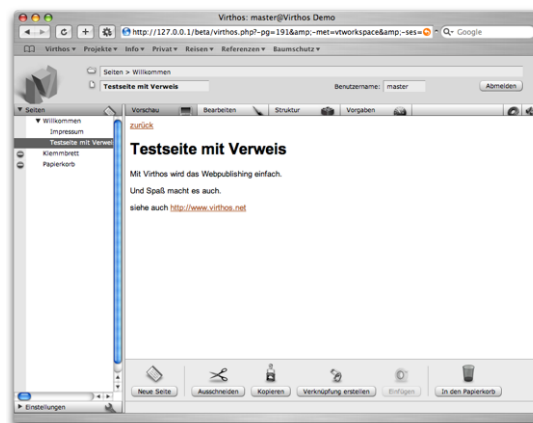 Virthos: master@Virthos Demo
http://127.0.0.1/beta/virthos.php?-pg=191&amp;-met=vtworkspace&amp;-ses=
Google
Virthos Projekte Info Privat Reisen Referenzen Baumschutz
Seiten > Willkommen
Testseite mit Verweis
Benutzername: master
Abmelden
Seiten
Vorschau Bearbeiten Struktur Vorgaben
Willkommen
Impressum
Testseite mit Verwei
Klemmbrett
Papierkorb
zurück
Testseite mit Verweis
Mit Virthos wird das Webpublishing einfach.
Und Spaß macht es auch.
siehe auch http://www.virthos.net
Neue Seite Ausschneiden Kopieren Verknüpfung erstellen Einfügen In den Papierkorb
Einstellungen